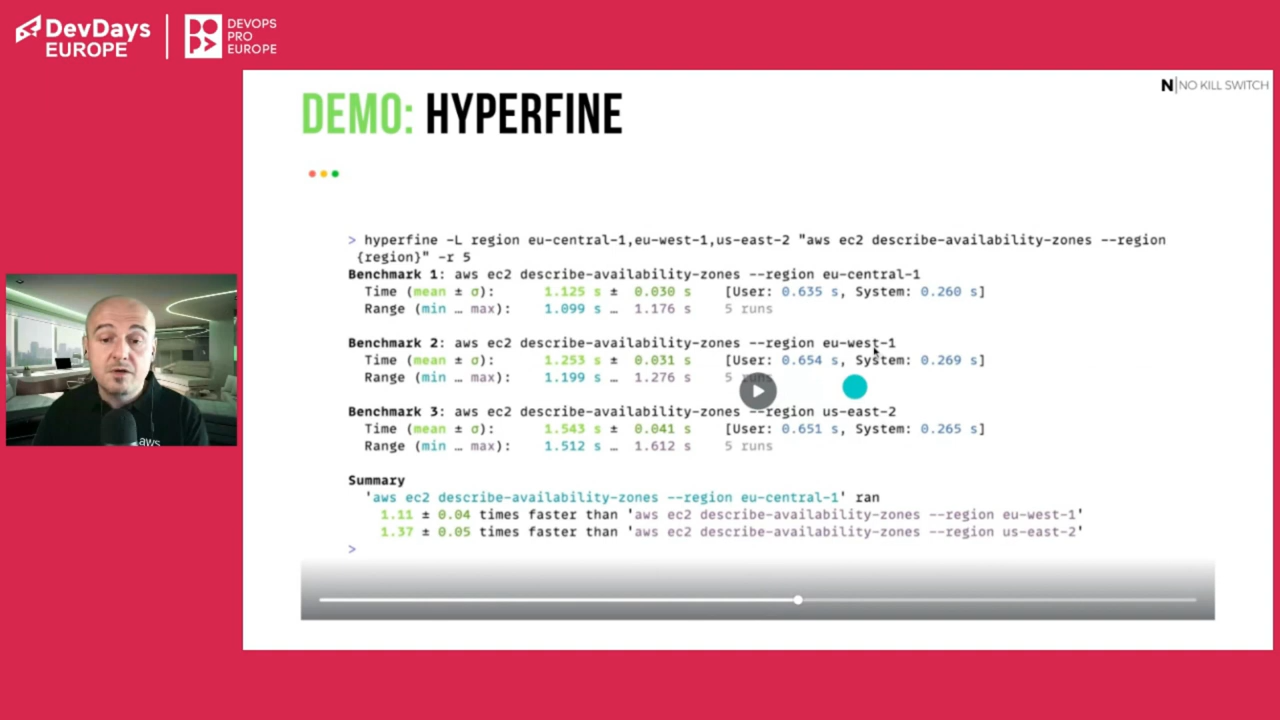 DevDays
EUROPE
DEVOPS
PRO
EUROPE
N|NO KILL SWITCH
DEMO: HYPERFINE
> hyperfine -L region eu-central-1,eu-west-1,us-east-2 "aws ec2 describe-availability-zones --region
{region}" -r 5
Benchmark 1: aws ec2 describe-availability-zones --region eu-central-1
Time (mean ± σ): 1.125 s ± 0.030 s [User: 0.635 s, System: 0.260 s]
Range (min … max): 1.099 s … 1.176 s 5 runs
Benchmark 2: aws ec2 describe-availability-zones --region eu-west-1
Time (mean ± σ): 1.253 s ± 0.031 s [User: 0.654 s, System: 0.269 s]
Range (min … max): 1.199 s … 1.276 s 5 runs
Benchmark 3: aws ec2 describe-availability-zones --region us-east-2
Time (mean ± σ): 1.543 s ± 0.041 s [User: 0.651 s, System: 0.265 s]
Range (min … max): 1.512 s … 1.612 s 5 runs
Summary
'aws ec2 describe-availability-zones --region eu-central-1' ran
1.11 ± 0.04 times faster than 'aws ec2 describe-availability-zones --region eu-west-1'
1.37 ± 0.05 times faster than 'aws ec2 describe-availability-zones --region us-east-2'
>
aws